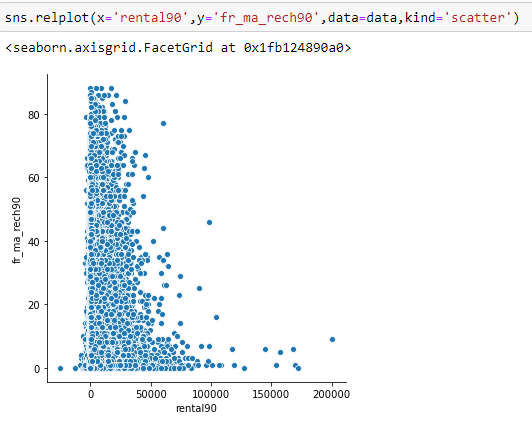 sns.relplot(x='rental90',y='fr_ma_rech90',data=data,kind='scatter')
<seaborn.axisgrid.FacetGrid at 0x1fb124890a0>
80
60
40
20
0
fr_ma_rech90
0 50000 100000 150000 200000
rental90